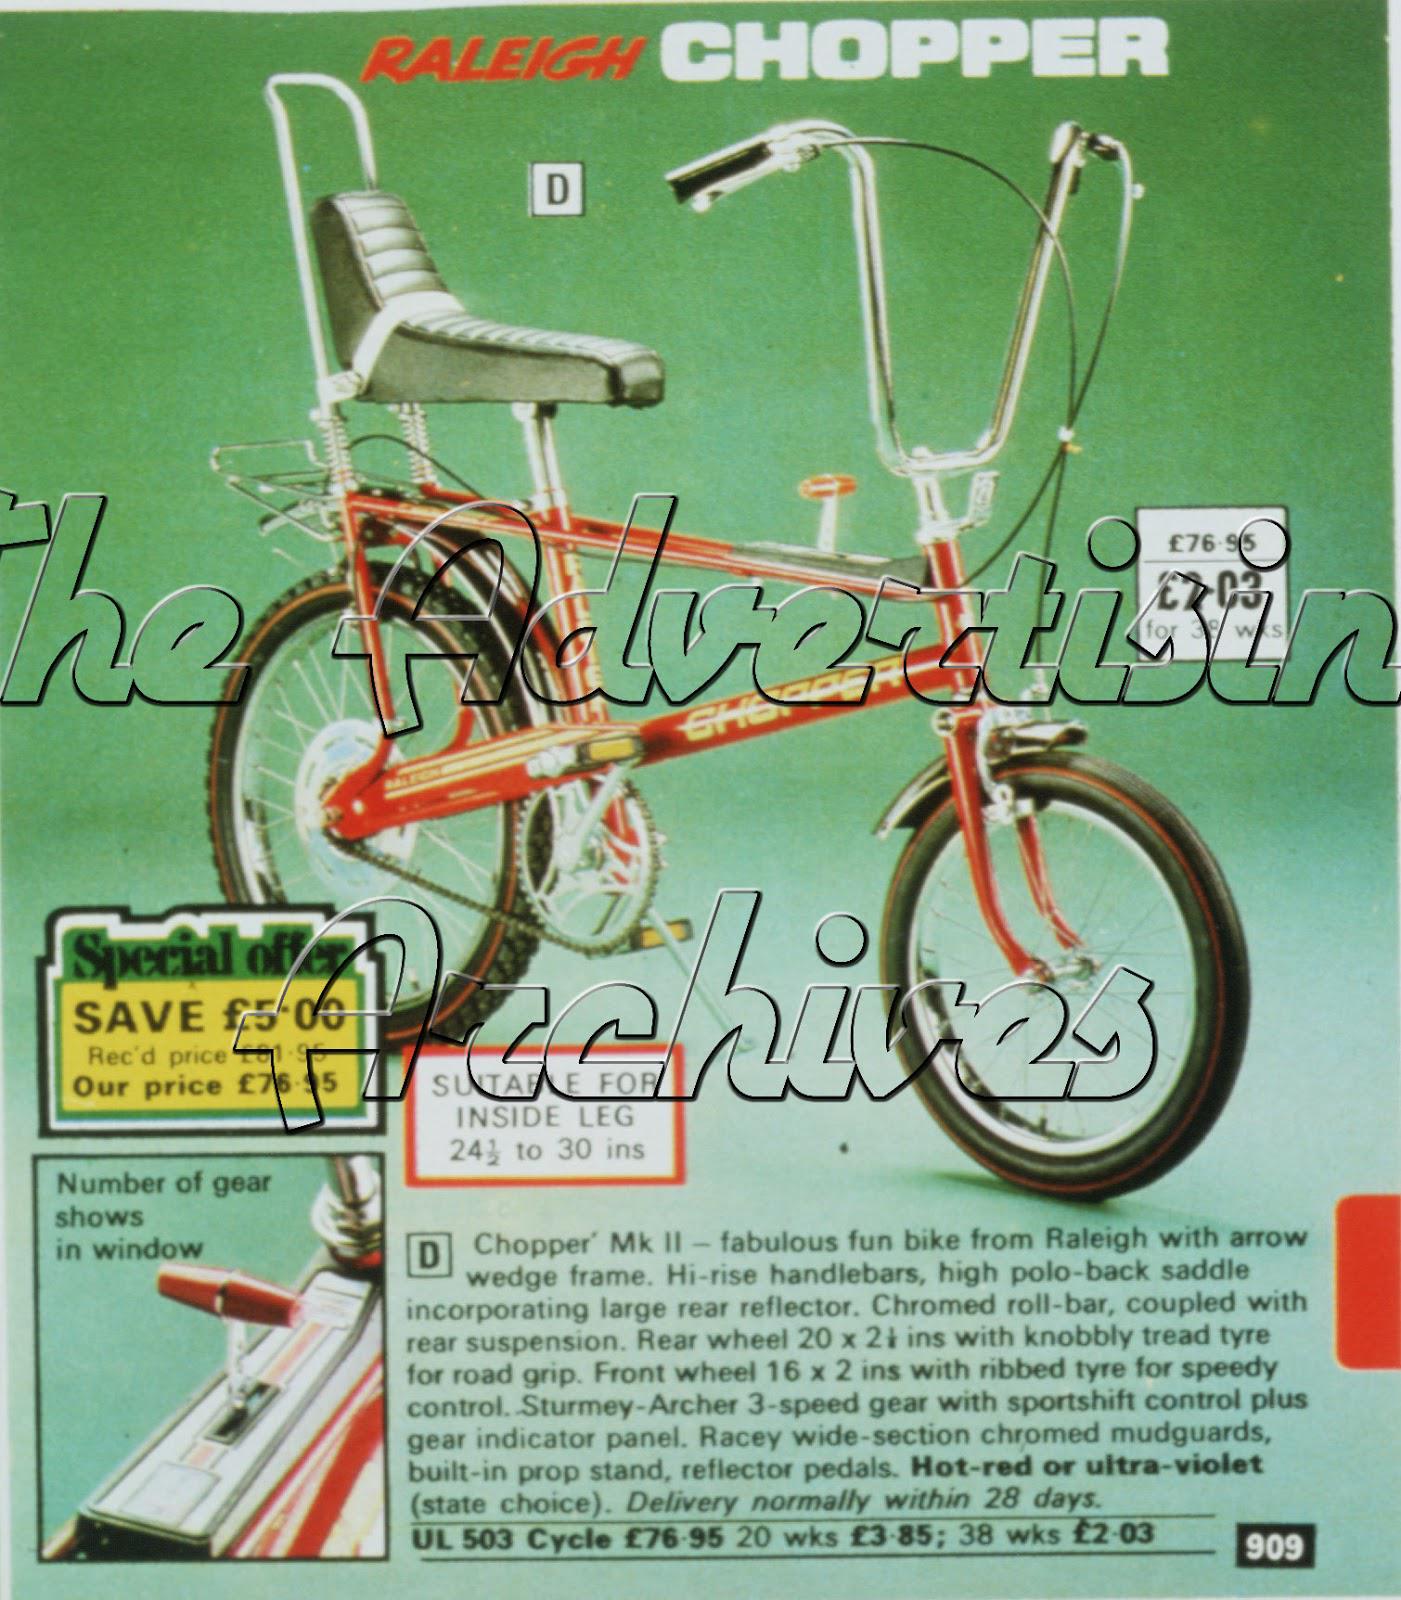 RALEIGH CHOPPER
D
£76·95
£2·03
for 38 wks
CHOPPER
RALEIGH
The Advertisin
Archives
Special offer
SAVE £5·00
Rec'd price £81·95
Our price £76·95
SUITABLE FOR
INSIDE LEG
24½ to 30 ins
Number of gear
shows
in window
D Chopper' Mk II – fabulous fun bike from Raleigh with arrow
wedge frame. Hi-rise handlebars, high polo-back saddle
incorporating large rear reflector. Chromed roll-bar, coupled with
rear suspension. Rear wheel 20 x ins with knobbly tread tyre
for road grip. Front wheel 16 x 2 ins with ribbed tyre for speedy
control. Sturmey-Archer 3-speed gear with sportshift control plus
gear indicator panel. Racey wide-section chromed mudguards,
built-in prop stand, reflector pedals. Hot-red or ultra-violet
(state choice). Delivery normally within 28 days.
UL 503 Cycle £76·95 20 wks £3·85; 38 wks £2·03
909